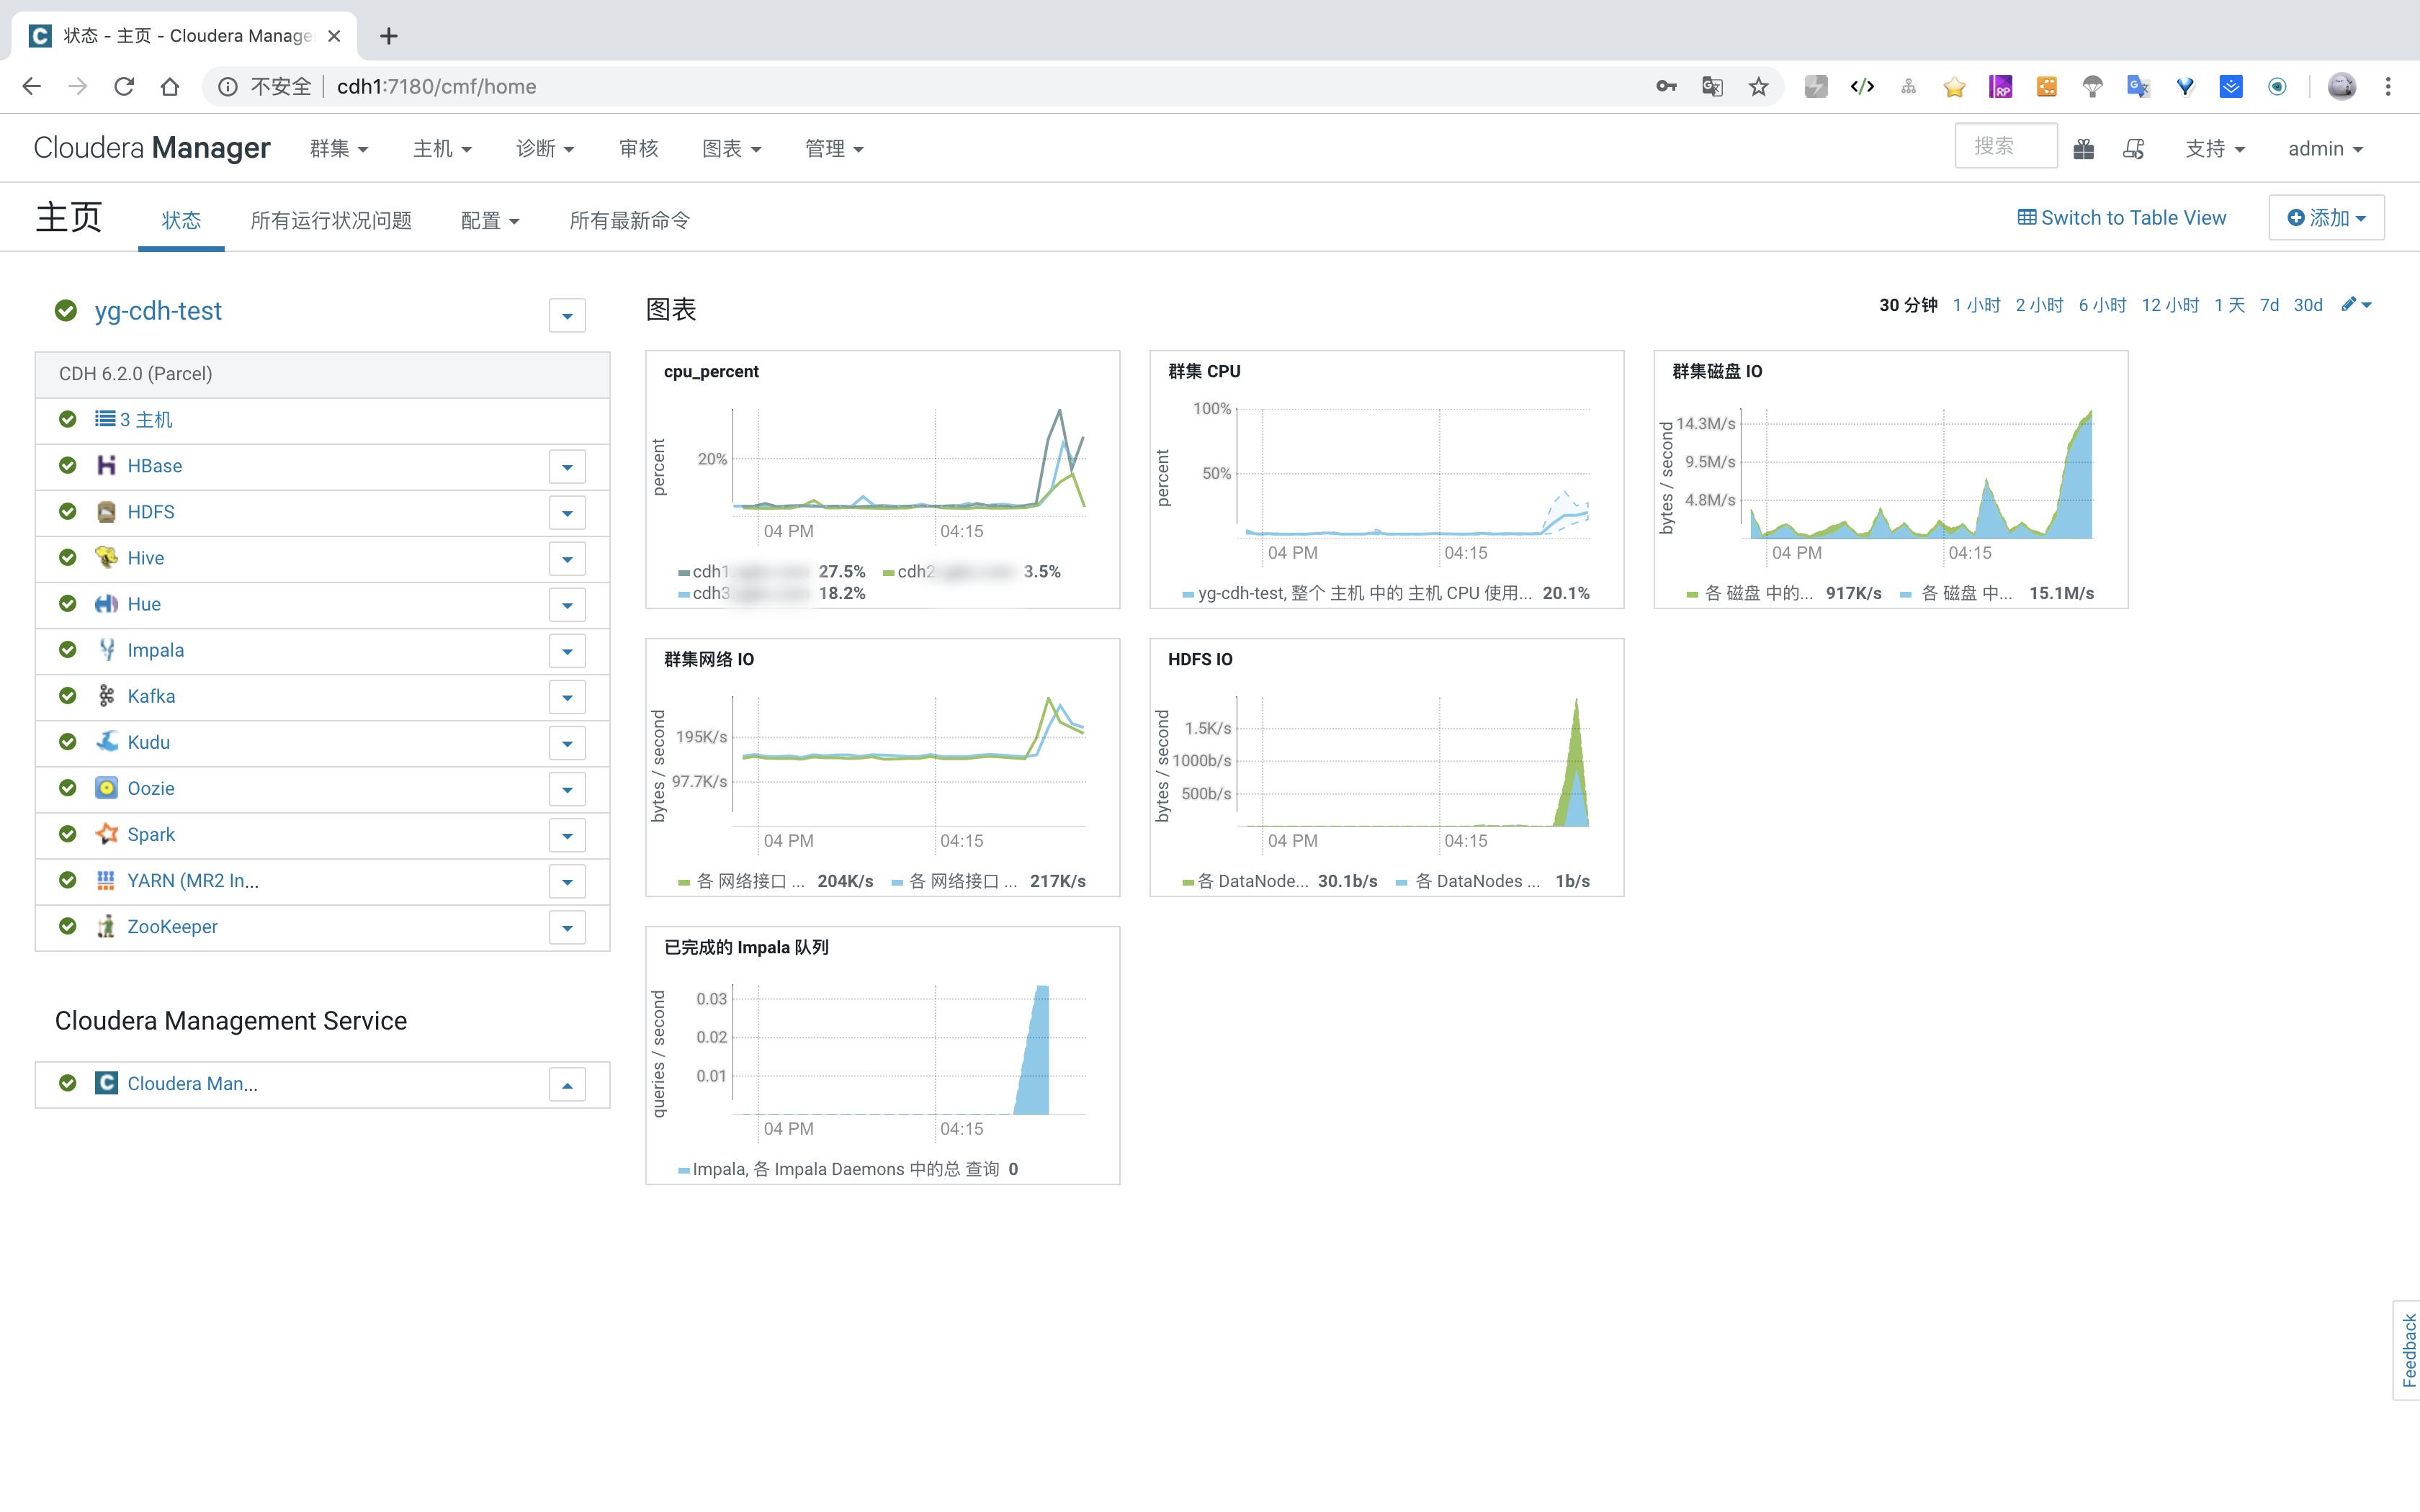 状态 - 主页 - Cloudera Manage
不安全 | cdh1:7180/cmf/home
Cloudera Manager 群集 主机 诊断 审核 图表 管理 搜索 支持 admin
主页 状态 所有运行状况问题 配置 所有最新命令 Switch to Table View 添加
yg-cdh-test
CDH 6.2.0 (Parcel)
3 主机
HBase
HDFS
Hive
Hue
Impala
Kafka
Kudu
Oozie
Spark
YARN (MR2 In...
ZooKeeper
Cloudera Management Service
Cloudera Man...
图表
30 分钟 1 小时 2 小时 6 小时 12 小时 1 天 7d 30d
cpu_percent
percent
20%
04 PM 04:15
cdh1 27.5% cdh2 3.5%
cdh3 18.2%
群集 CPU
percent
100%
50%
04 PM 04:15
yg-cdh-test, 整个 主机 中的 主机 CPU 使用... 20.1%
群集磁盘 IO
bytes / second
14.3M/s
9.5M/s
4.8M/s
04 PM 04:15
各 磁盘 中的... 917K/s 各 磁盘 中... 15.1M/s
群集网络 IO
bytes / second
195K/s
97.7K/s
04 PM 04:15
各 网络接口 ... 204K/s 各 网络接口 ... 217K/s
HDFS IO
bytes / second
1.5K/s
1000b/s
500b/s
04 PM 04:15
各 DataNode... 30.1b/s 各 DataNodes ... 1b/s
已完成的 Impala 队列
queries / second
0.03
0.02
0.01
04 PM 04:15
Impala, 各 Impala Daemons 中的总 查询 0
Feedback